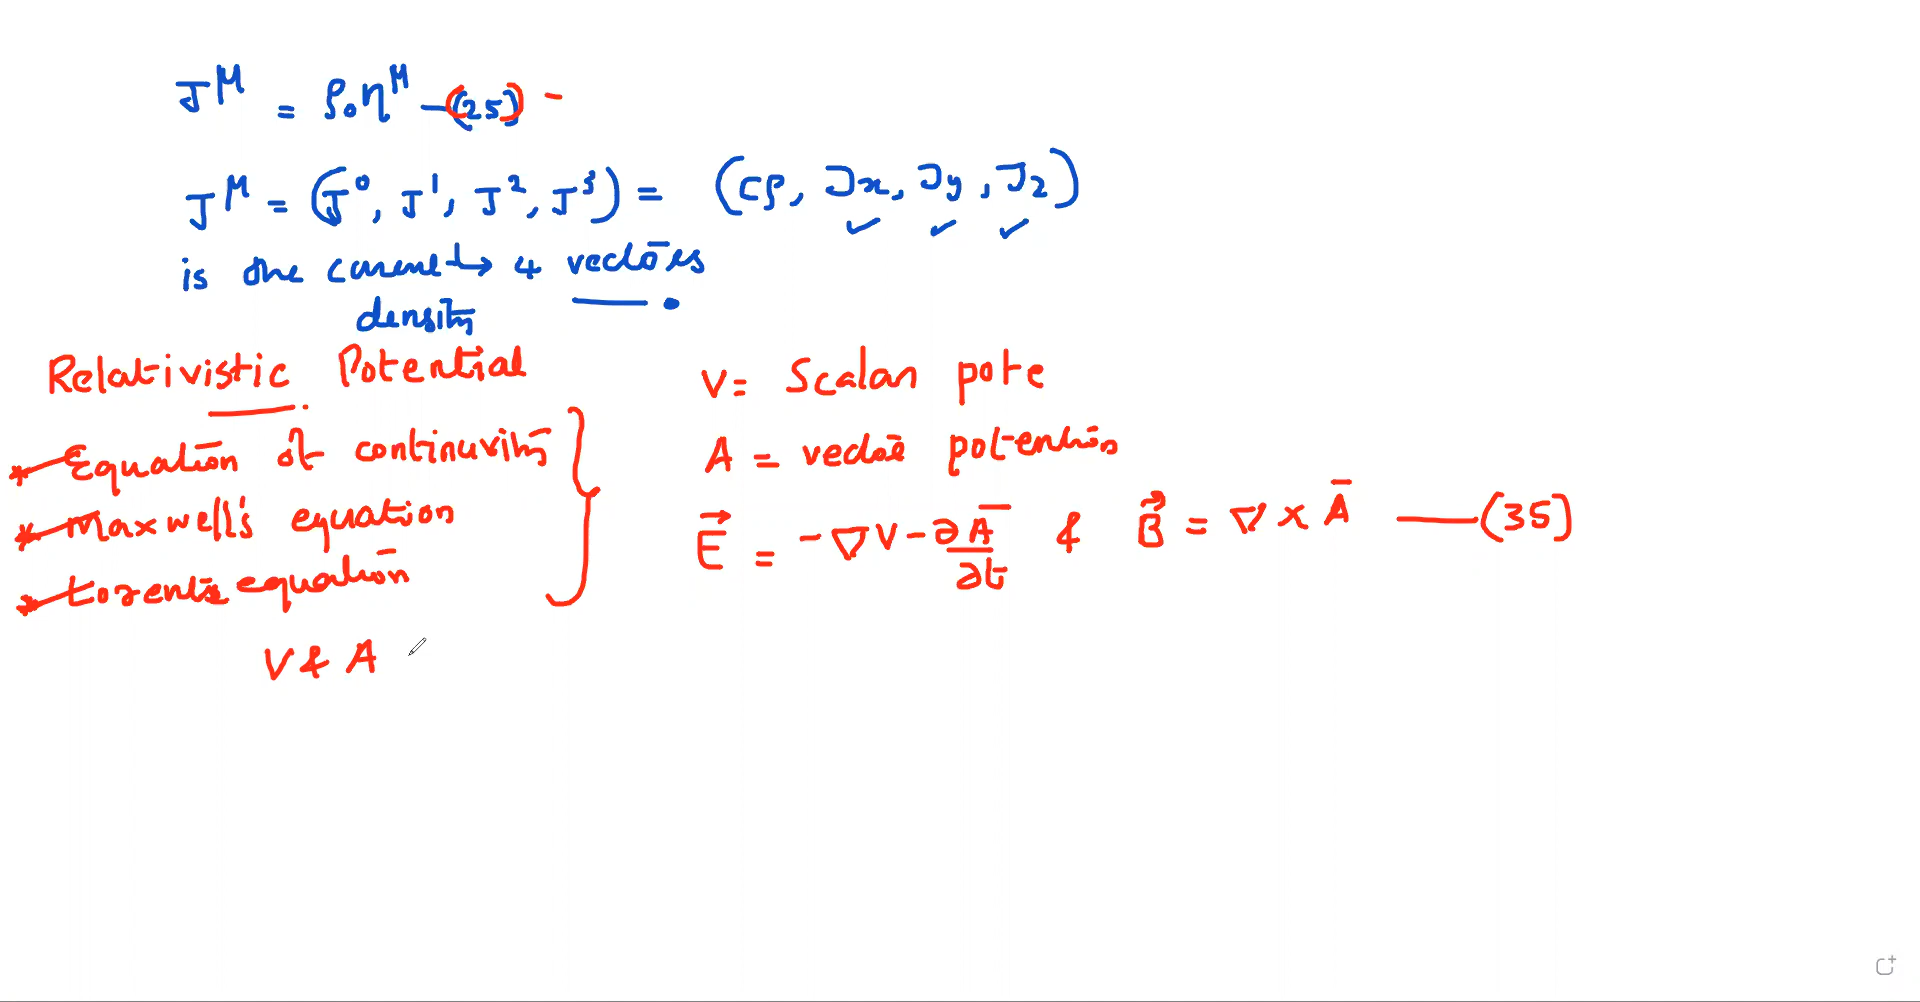 J^μ = ρ₀η^μ —(25) -
J^μ = (J⁰, J¹, J², J³) = (cρ, Jx, Jy, Jz)
is the current → 4 vectors
density
Relativistic Potential
* Equation of continuity
* Maxwell's equation
* Lorentz equation
V & A
V = Scalar pote
A = vector potential
E⃗ = -∇V - ∂A̅/∂t & B⃗ = ∇ × A̅ —(35)